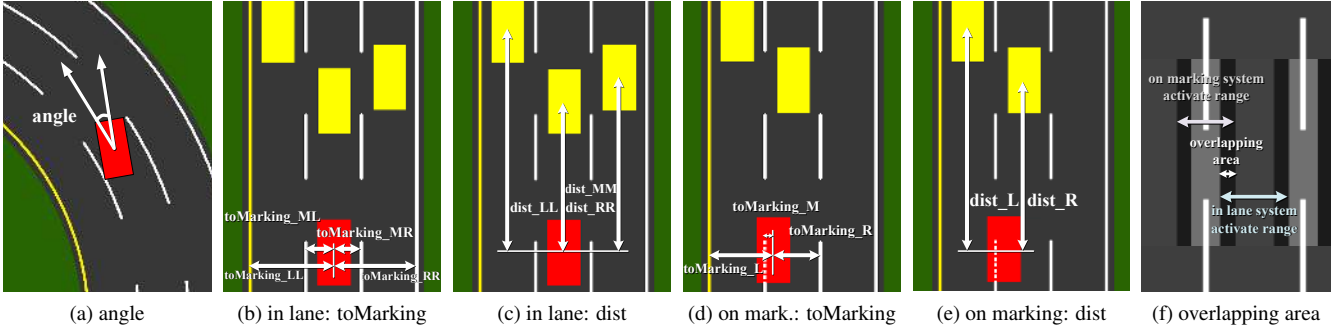 angle
toMarking_ML
toMarking_MR
toMarking_LL
toMarking_RR
dist_MM
dist_LL
dist_RR
toMarking_M
toMarking_R
toMarking_L
dist_L
dist_R
on marking system
activate range
overlapping
area
in lane system
activate range
(a) angle
(b) in lane: toMarking
(c) in lane: dist
(d) on mark.: toMarking
(e) on marking: dist
(f) overlapping area